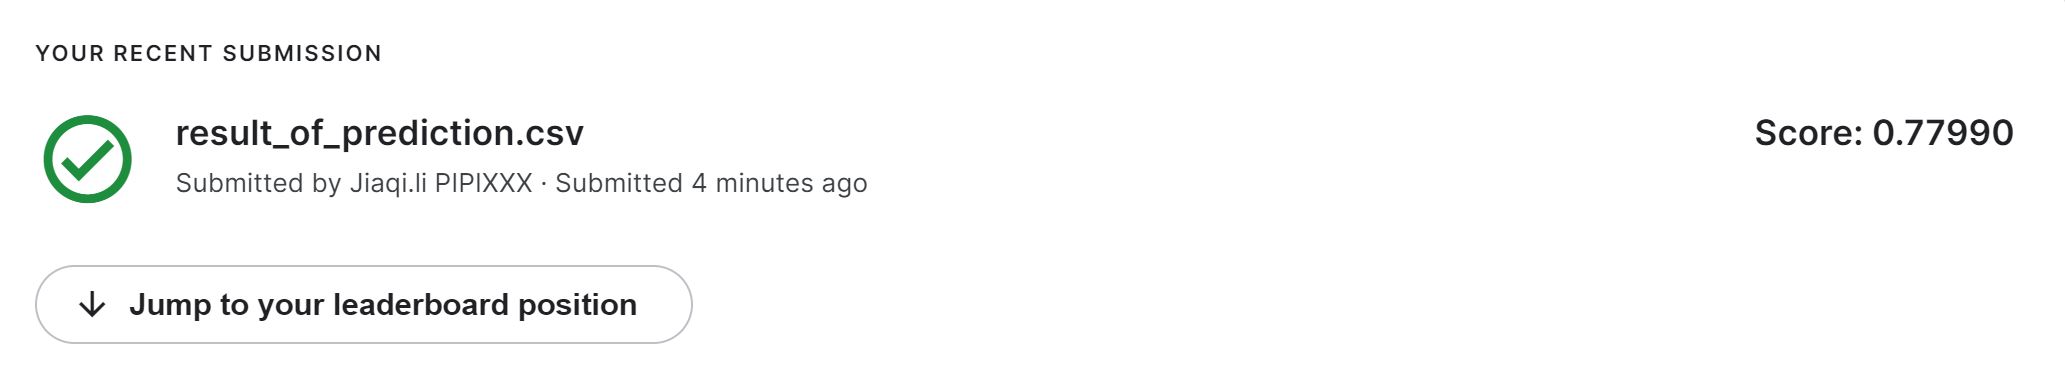 YOUR RECENT SUBMISSION
result_of_prediction.csv
Score: 0.77990
Submitted by Jiaqi.li PIPIXXX · Submitted 4 minutes ago
Jump to your leaderboard position